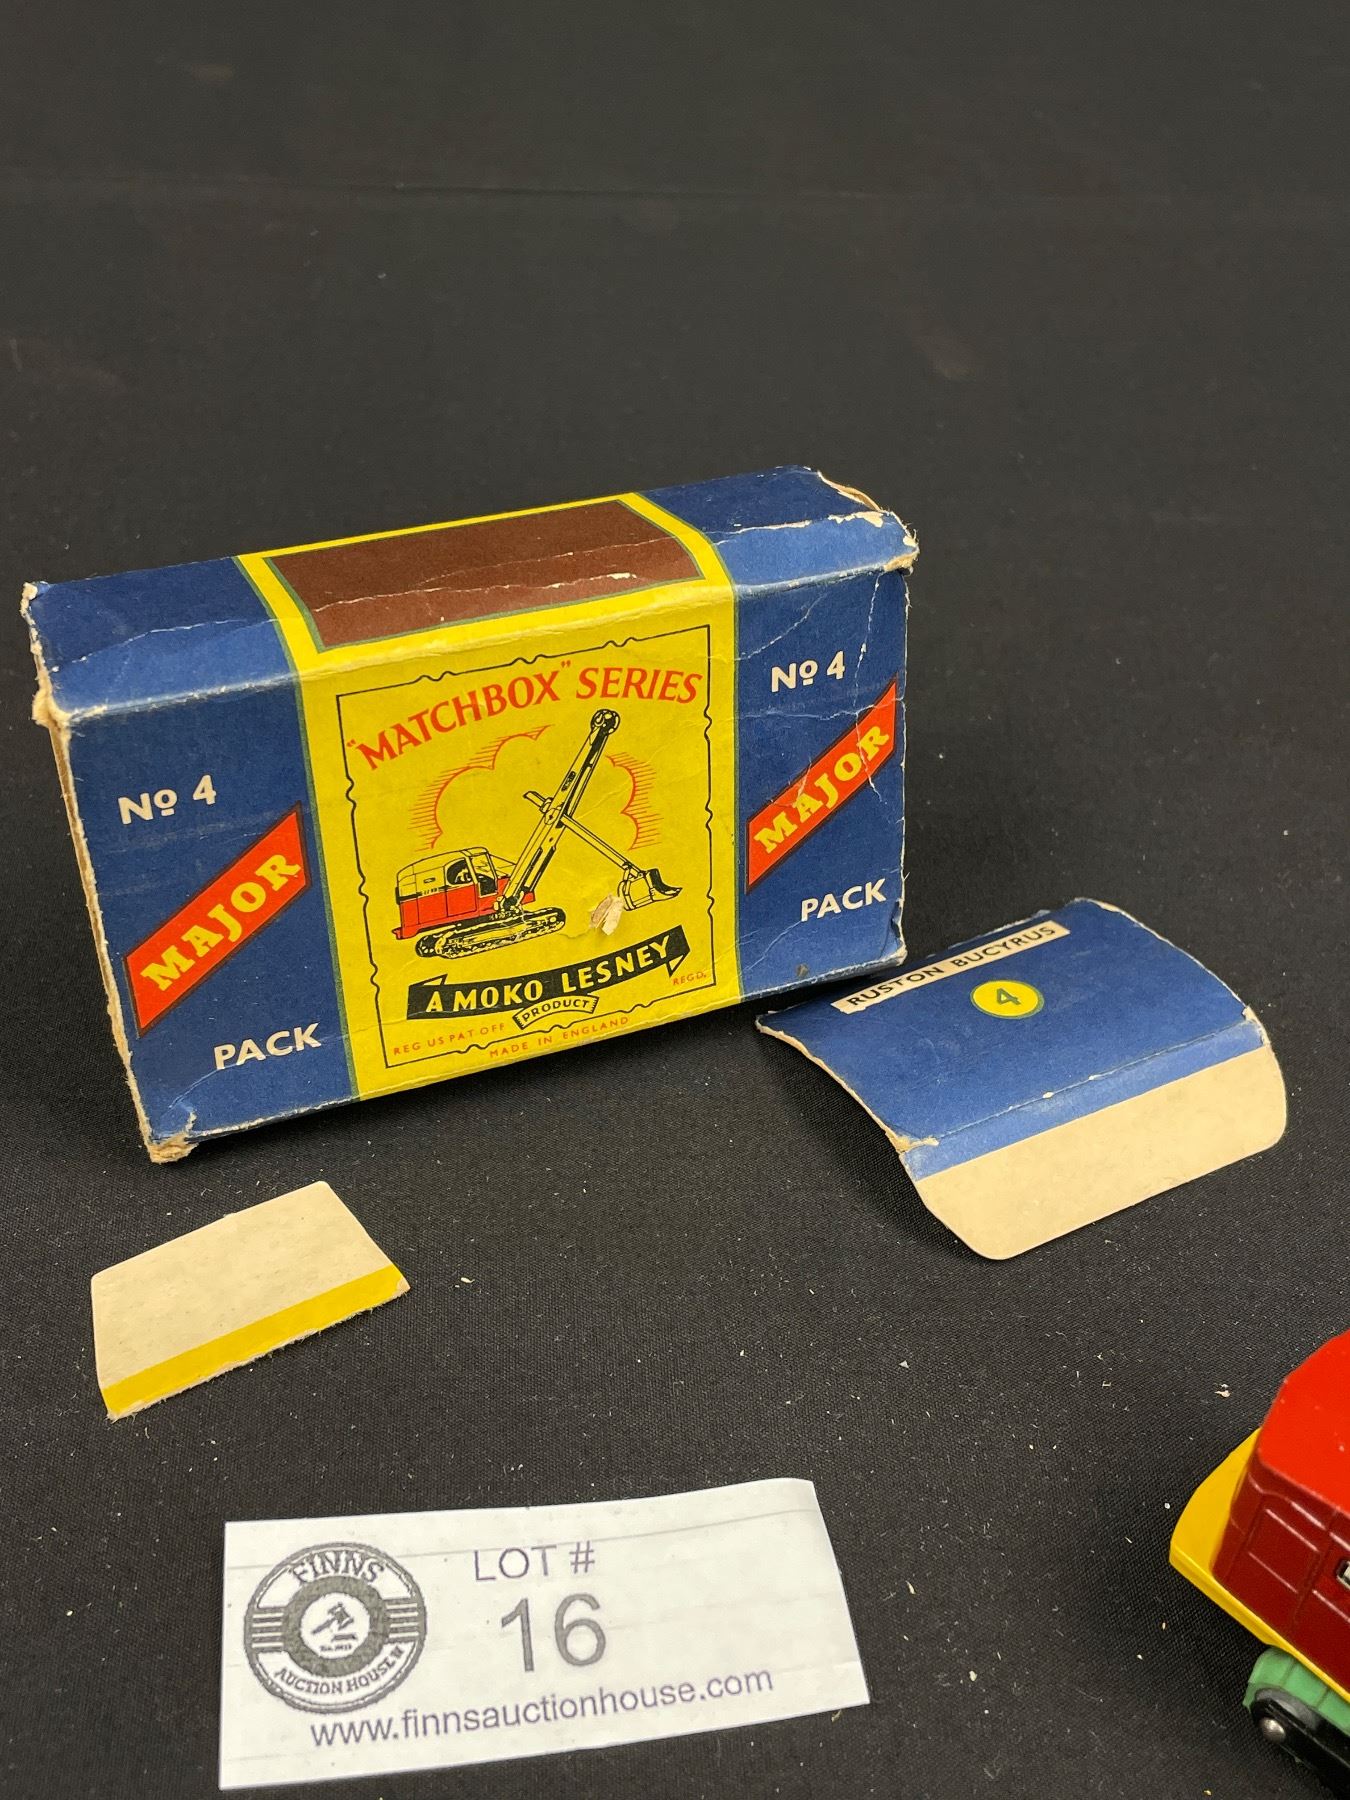 "MATCHBOX" SERIES
No 4
MAJOR
PACK
No 4
MAJOR
PACK
A MOKO LESNEY
PRODUCT
REG US PAT OFF
REGD.
MADE IN ENGLAND
RUSTON BUCYRUS
4
FINNS
AUCTION HOUSE
LOT #
16
www.finnsauctionhouse.com